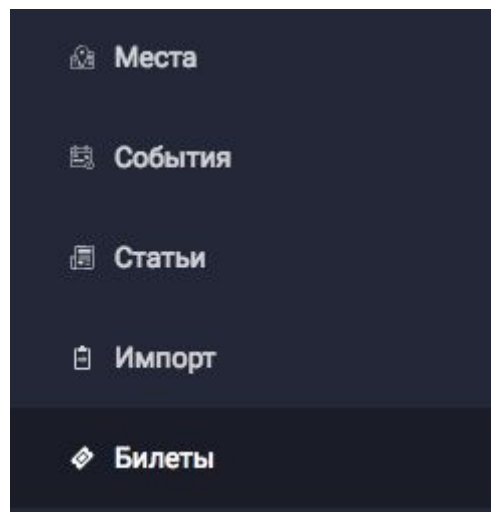 Места
События
Статьи
Импорт
Билеты